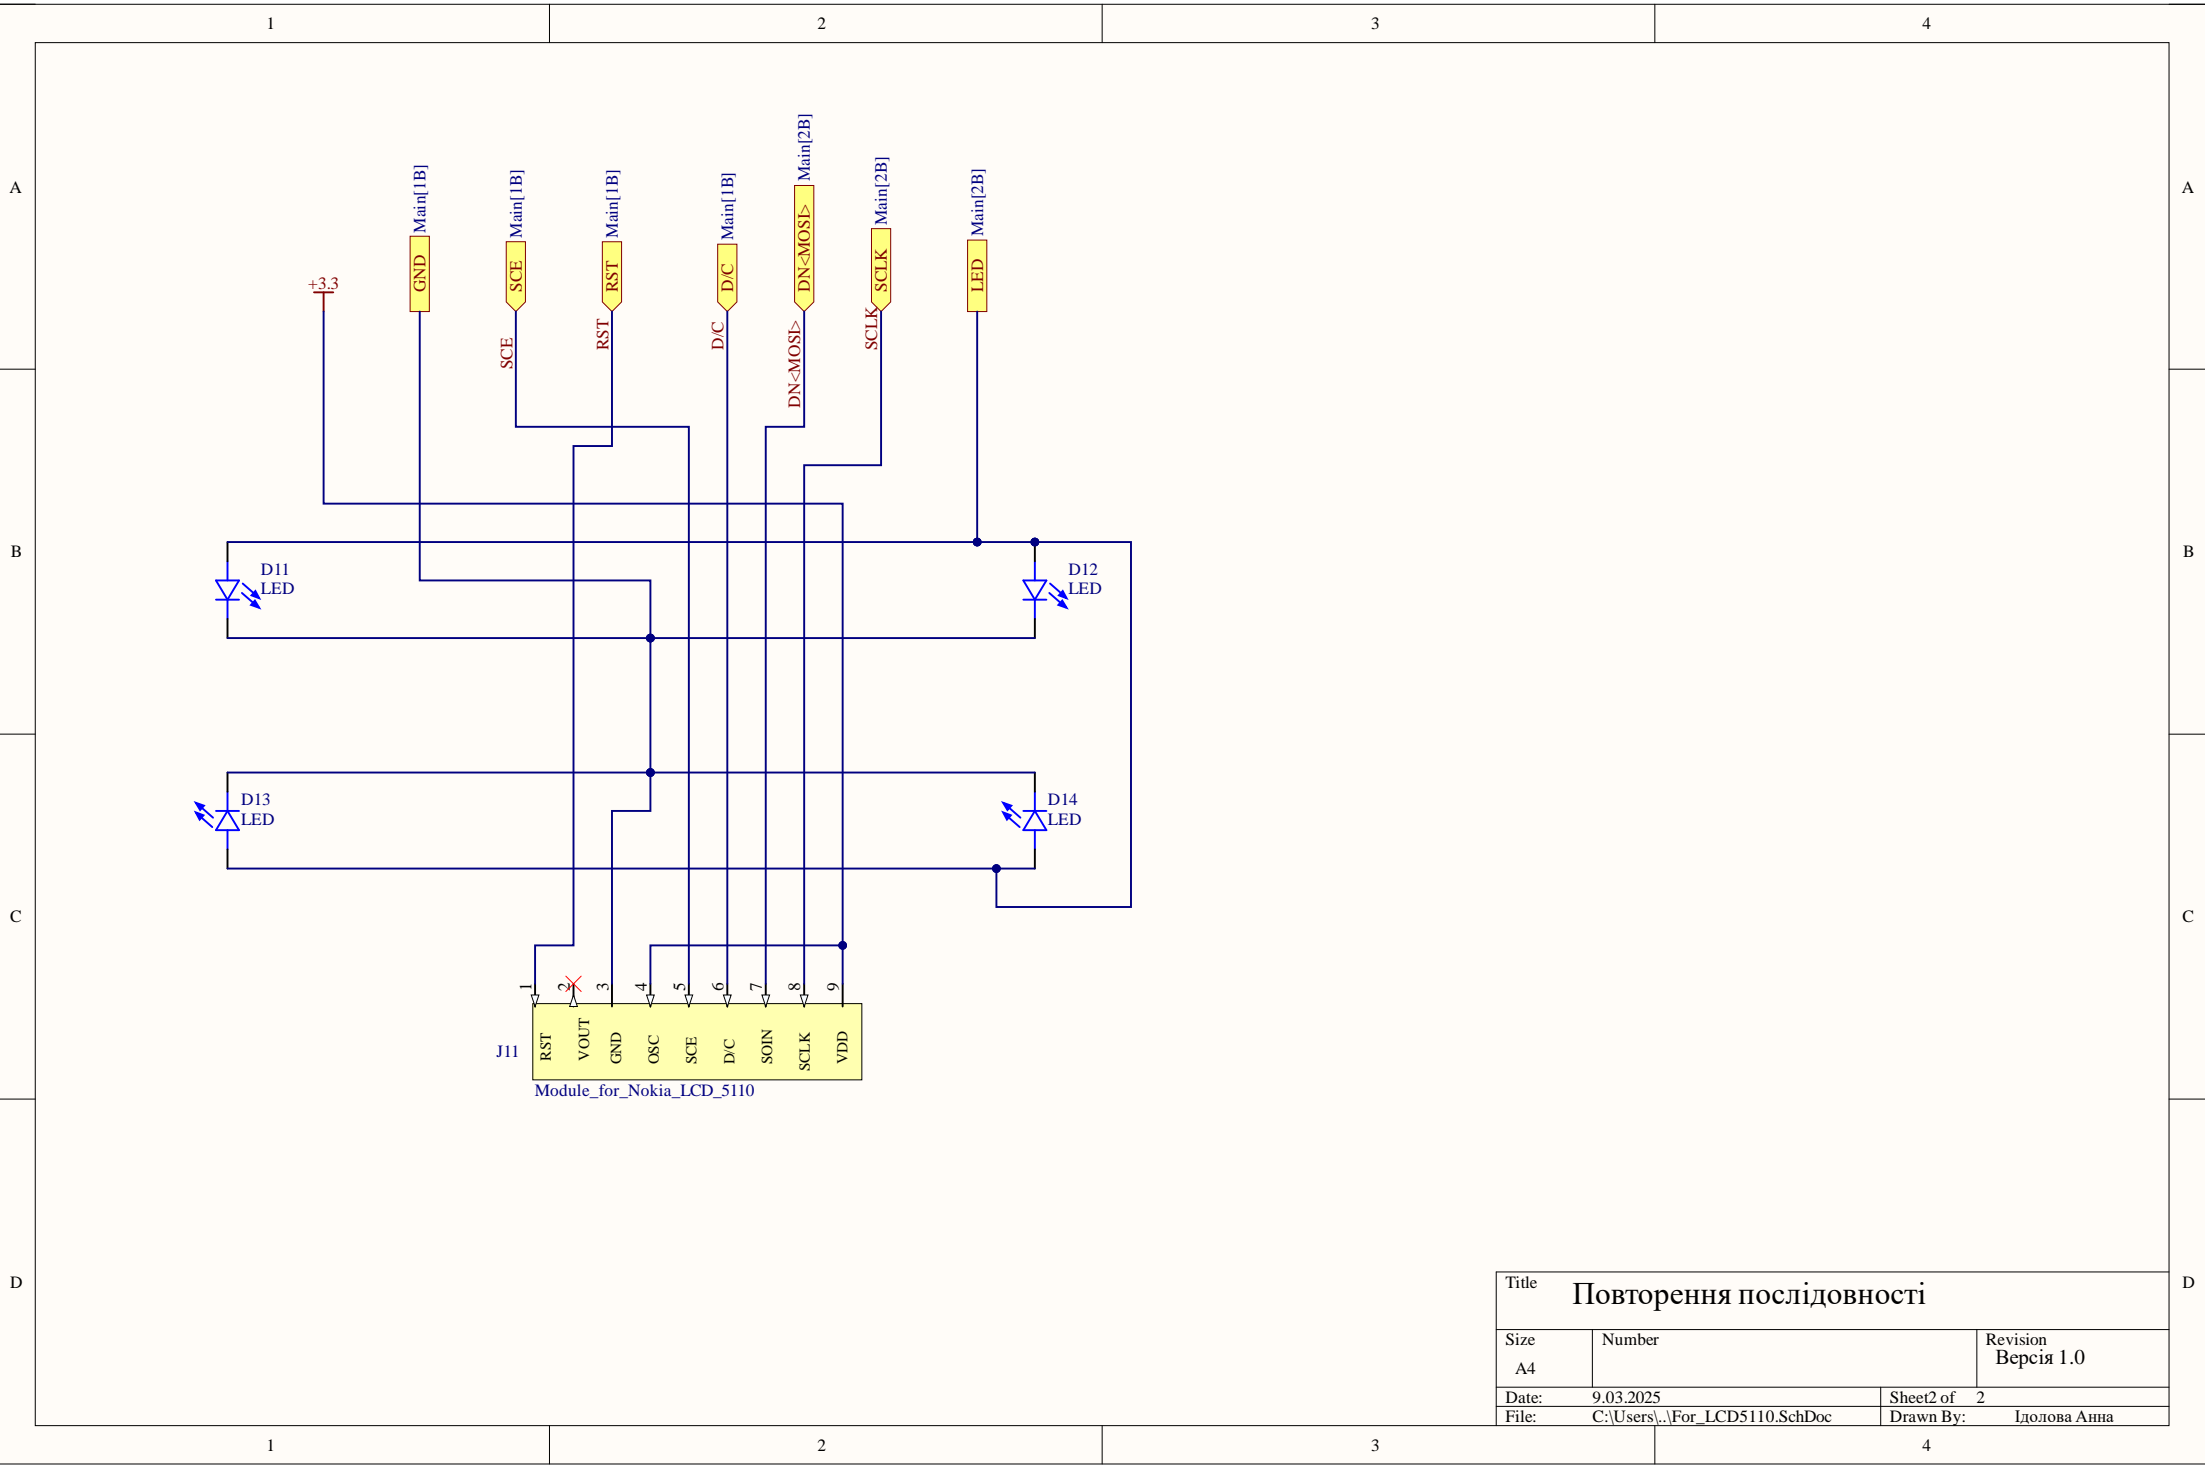 1 2 3 4
A A
B B
C C
D D
Main[1B]
Main[1B]
Main[1B]
Main[1B]
Main[2B]
Main[2B]
Main[2B]
+3.3
GND
SCE
RST
D/C
DN<MOSI>
SCLK
LED
SCE
RST
D/C
DN<MOSI>
SCLK
D11
LED
D12
LED
D13
LED
D14
LED
1 2 3 4 5 6 7 8 9
J11
RST VOUT GND OSC SCE D/C SOIN SCLK VDD
Module_for_Nokia_LCD_5110
Title Повторення послідовності
Size Number Revision
A4 Версія 1.0
Date: 9.03.2025 Sheet2 of 2
File: C:\Users\..\For_LCD5110.SchDoc Drawn By: Ідолова Анна
1 2 3 4